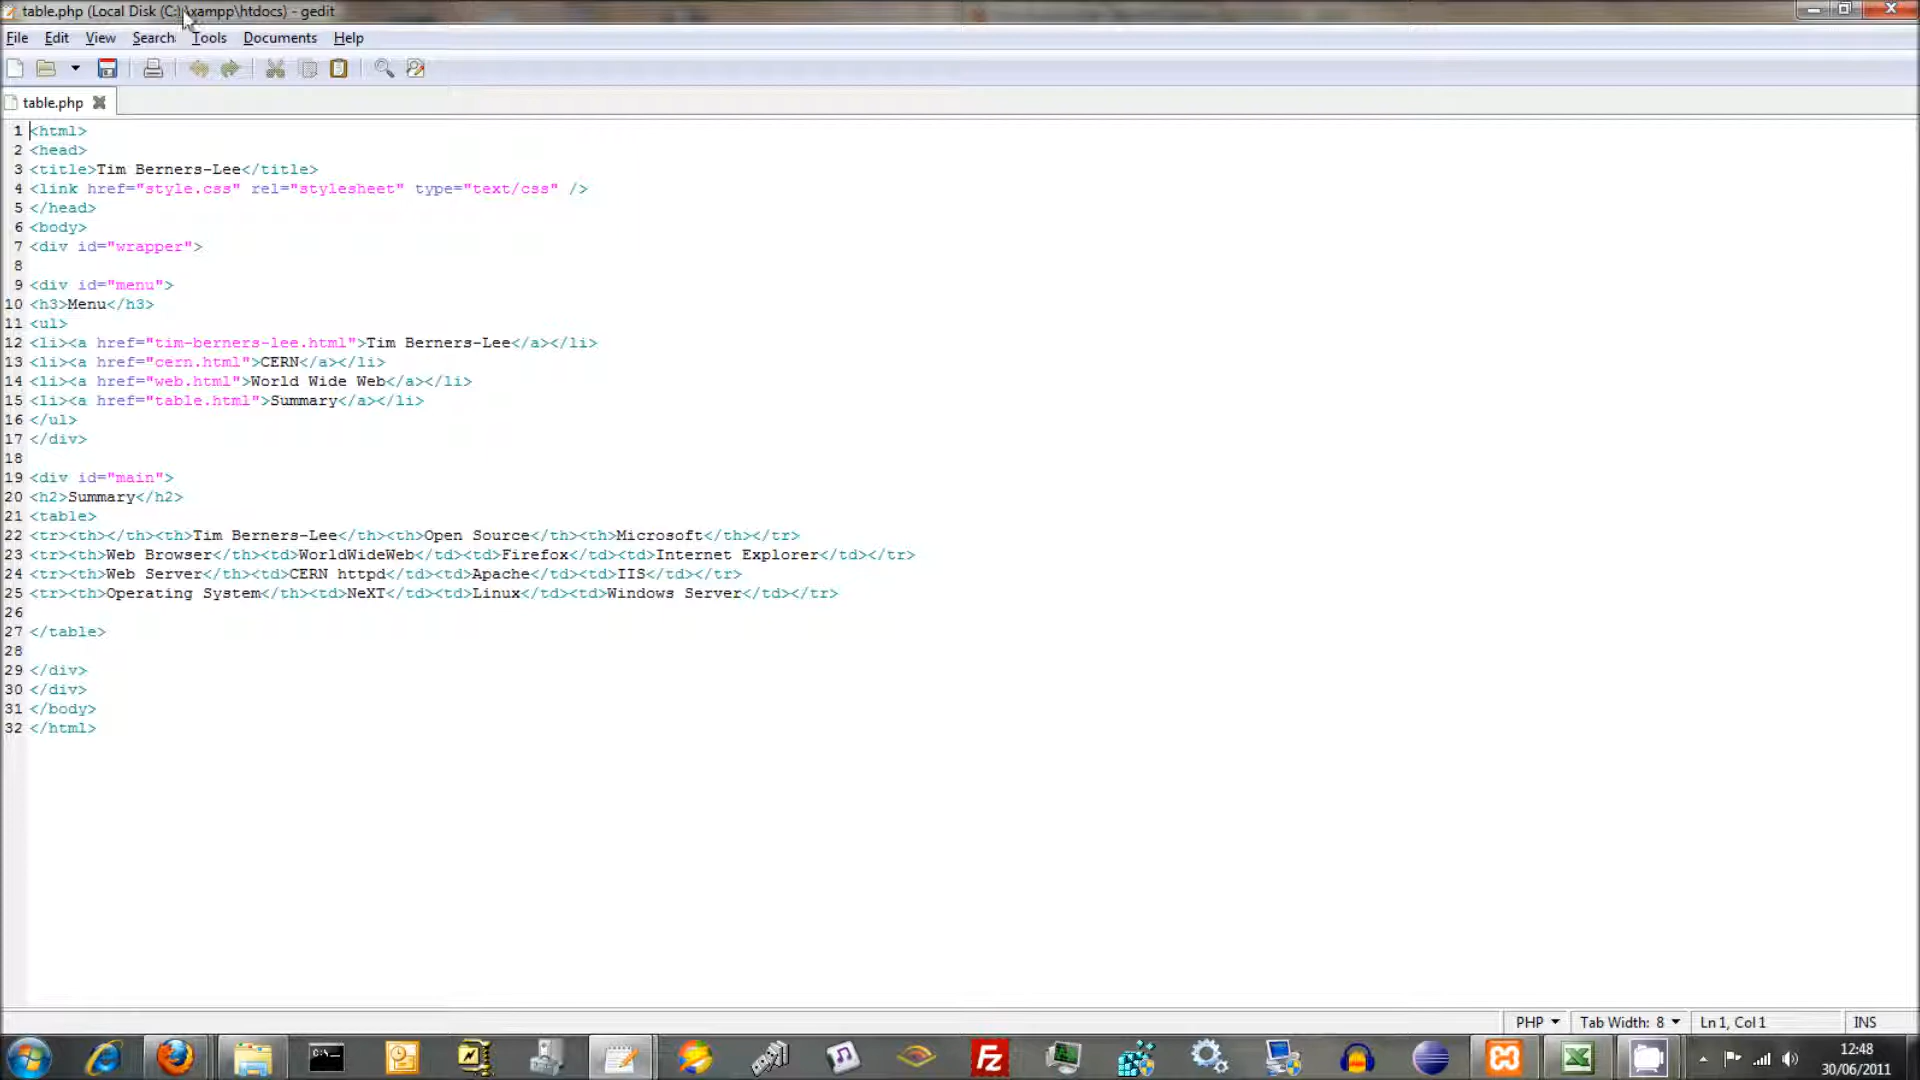 table.php (Local Disk (C:)\xampp\htdocs) - gedit
File Edit View Search Tools Documents Help
table.php
1 <html>
2 <head>
3 <title>Tim Berners-Lee</title>
4 <link href="style.css" rel="stylesheet" type="text/css" />
5 </head>
6 <body>
7 <div id="wrapper">
8
9 <div id="menu">
10 <h3>Menu</h3>
11 <ul>
12 <li><a href="tim-berners-lee.html">Tim Berners-Lee</a></li>
13 <li><a href="cern.html">CERN</a></li>
14 <li><a href="web.html">World Wide Web</a></li>
15 <li><a href="table.html">Summary</a></li>
16 </ul>
17 </div>
18
19 <div id="main">
20 <h2>Summary</h2>
21 <table>
22 <tr><th></th><th>Tim Berners-Lee</th><th>Open Source</th><th>Microsoft</th></tr>
23 <tr><th>Web Browser</th><td>WorldWideWeb</td><td>Firefox</td><td>Internet Explorer</td></tr>
24 <tr><th>Web Server</th><td>CERN httpd</td><td>Apache</td><td>IIS</td></tr>
25 <tr><th>Operating System</th><td>NeXT</td><td>Linux</td><td>Windows Server</td></tr>
26
27 </table>
28
29 </div>
30 </div>
31 </body>
32 </html>
PHP Tab Width: 8 Ln 1, Col 1 INS
C:\_
FZ
12:48
30/06/2011